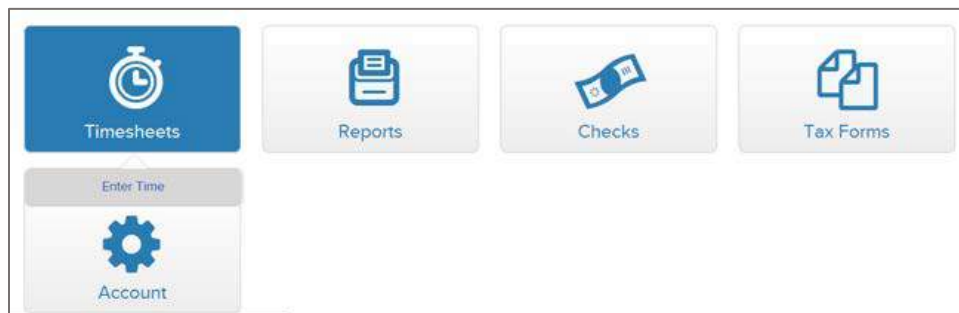 Timesheets
Reports
Checks
Tax Forms
Enter Time
Account